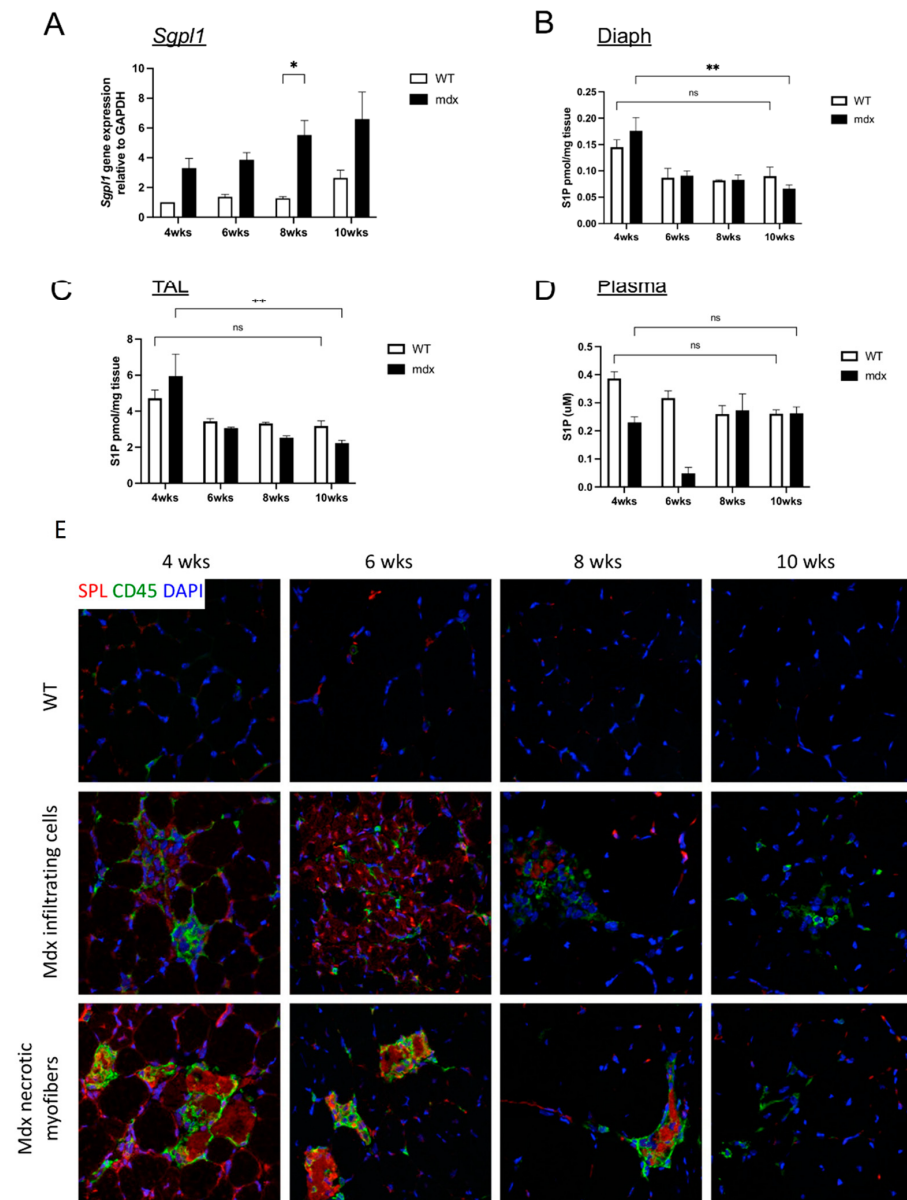 A
Sgpl1
Sgpl1 gene expression
relative to GAPDH
10
8
6
4
2
0
*
WT
mdx
4wks 6wks 8wks 10wks
B
Diaph
S1P pmol/mg tissue
0.25
0.20
0.15
0.10
0.05
0.00
**
ns
WT
mdx
4wks 6wks 8wks 10wks
C
TAL
S1P pmol/mg tissue
8
6
4
2
0
ns
WT
mdx
4wks 6wks 8wks 10wks
D
Plasma
S1P (uM)
0.5
0.4
0.3
0.2
0.1
0.0
ns
ns
WT
mdx
4wks 6wks 8wks 10wks
E
4 wks 6 wks 8 wks 10 wks
SPL CD45 DAPI
WT
Mdx infiltrating cells
Mdx necrotic
myofibers